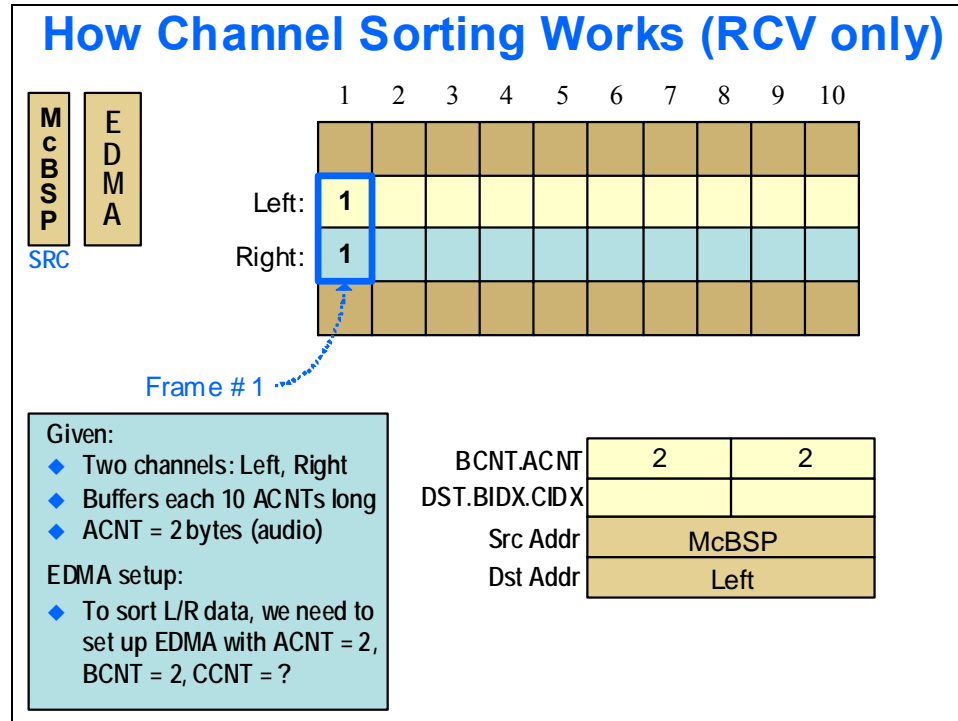 How Channel Sorting Works (RCV only)
1 2 3 4 5 6 7 8 9 10
McBSP
EDMA
SRC
Left: 1
Right: 1
Frame # 1
Given:
◆ Two channels: Left, Right
◆ Buffers each 10 ACNTs long
◆ ACNT = 2 bytes (audio)
EDMA setup:
◆ To sort L/R data, we need to
set up EDMA with ACNT = 2,
BCNT = 2, CCNT = ?
BCNT.ACNT 2 2
DST.BIDX.CIDX
Src Addr McBSP
Dst Addr Left